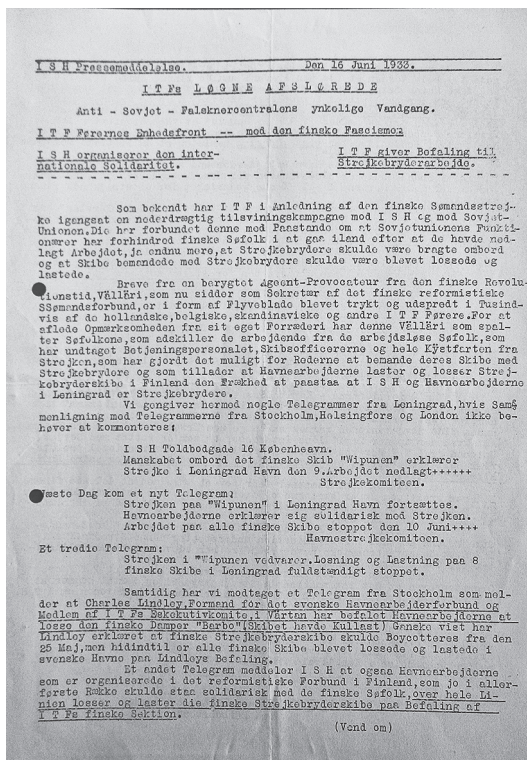 I S H Pressemeddelelse. Den 16 Juni 1933.
I T Fs L Ø G N E A F S L Ø R E D E
Anti - Sovjet - Falsknercentralens ynkelige Vandgang.
I T F Førernes Enhedsfront -- med den finske Fascismen
I S H organiserer den inter-
nationale Solidaritet.
I T F giver Befaling til
Strejkebryderarbejde.
Som bekendt har I T F i Anledning af den finske Sømandsstrej-
ke igangsat en nederdrægtig tilsviningskampagne mod I S H og mod Sovjet-
Unionen.Die har forbundet denne med Paastande om at Sovjetunionens Funkti-
onærer har forhindred finske Søfolk i at gaa iland efter at de havde ned-
lagt Arbejdet, ja endnu mere, at Strejkebrydere skulde være bragte ombord
og at Skibe bemandede med Strejkebrydere skulde være blevet lossede og
lastede.
Breve fra en berygtet Agent-Provocateur fra den finske Revolu-
tionstid,Välläri,som nu sidder som Sekretær af det finske reformistiske
SSømandsforbund,er i form af Flyveblade blevet trykt og udspredt i Tusind-
vis af de hollandske,belgiske,skandinaviske og andre I T F Førere.For at
aflede Opmærksomheden fra sit eget Forræderi har denne Välläri som spal-
ter Søfolkene,som adskiller de arbejdende fra de arbejdsløse Søfolk,som
har undtaget Betjeningspersonalet,Skibsofficererne og hele Kystfarten fra
Strejken,som har gjordt det muligt for Rederne at bemande deres Skibe med
Strejkebrydere og som tillader at Havnearbejderne laster og losser Strej-
kebryderskibe i Finland den Frækhed at paastaa at I S H og Havnearbejderne
i Leningrad er Strejkebrydere.
Vi gengiver hermed nogle Telegrammer fra Leningrad,hvis Sam-
menligning med Telegrammerne fra Stockholm,Helsingfors og London ikke be-
høver at kommenteres:
I S H Toldbodgade 16 København.
Manskabet ombord det finske Skib "Wipunen" erklærer
Strejke i Leningrad Havn den 9.Arbejdet nedlagt++++++
Strejkekomiteen.
Næste Dag kom et nyt Telegram:
Strejken paa "Wipunen" i Leningrad Havn fortsættes.
Havnearbejderne erklærer sig solidarisk med Strejken.
Arbejdet paa alle finske Skibe stoppet den 10 Juni++++
Havnestrejkekomiteen.
Et tredie Telegram:
Strejken i "Wipunen vedvarer.Losning og Lastning paa 8
finske Skibe i Leningrad fuldstændigt stoppet.
Samtidig har vi modtaget et Telegram fra Stockholm som mel-
der at Charles Lindley,Formand for det svenske Havnearbejderforbund og
Medlem af I T Fs Eksekutivkomite,i Värtan har befalet Havnearbejderne at
losse den finske Damper "Barbo"(Skibet havde Kullast) Ganske vist har
Lindley erklæret at finske Strejkebryderskibe skulde Boycotteres fra den
25 Maj,men hidindtil er alle finske Skibe blevet lossede og lastede i
svenske Havne paa Lindleys Befaling.
Et andet Telegram meddeler I S H at ogsaa Havnearbejderne
som er organiserede i det reformistiske Forbund i Finland,som jo i aller-
første Række skulde staa solidarisk med de finske Søfolk,over hele Li-
nien losser og laster die finske Strejkebryderskibe paa Befaling af
I T Fs finske Sektion.
(Vend om)